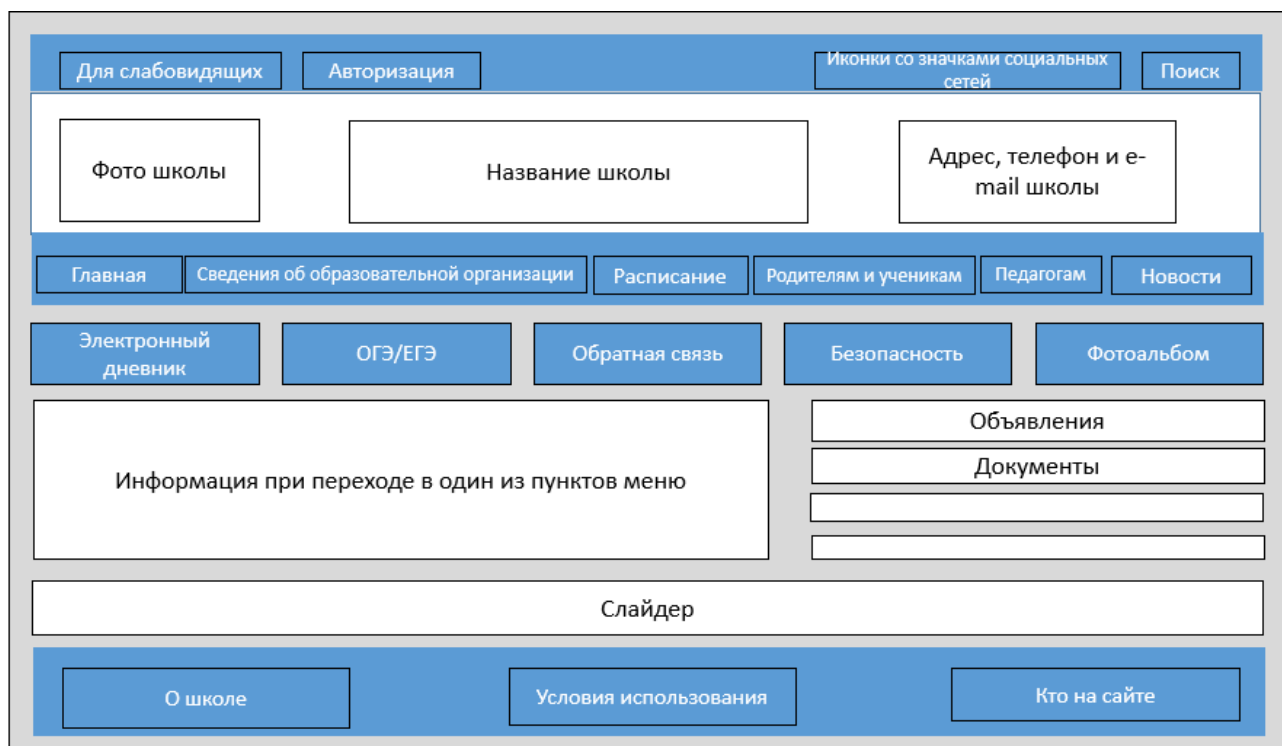 Для слабовидящих
Авторизация
Иконки со значками социальных
сетей
Поиск
Фото школы
Название школы
Адрес, телефон и e-
mail школы
Главная
Сведения об образовательной организации
Расписание
Родителям и ученикам
Педагогам
Новости
Электронный
дневник
ОГЭ/ЕГЭ
Обратная связь
Безопасность
Фотоальбом
Информация при переходе в один из пунктов меню
Объявления
Документы
Слайдер
О школе
Условия использования
Кто на сайте